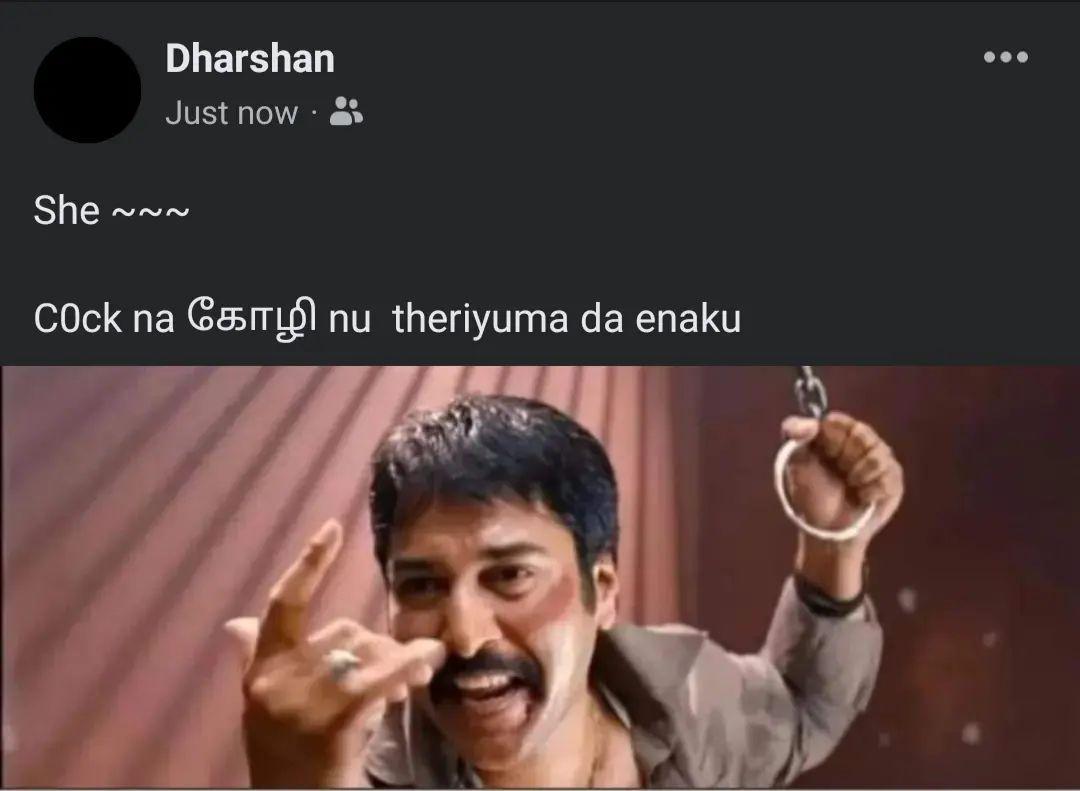 Dharshan
Just now ·
She ~~~
C0ck na கோழி nu theriyuma da enaku